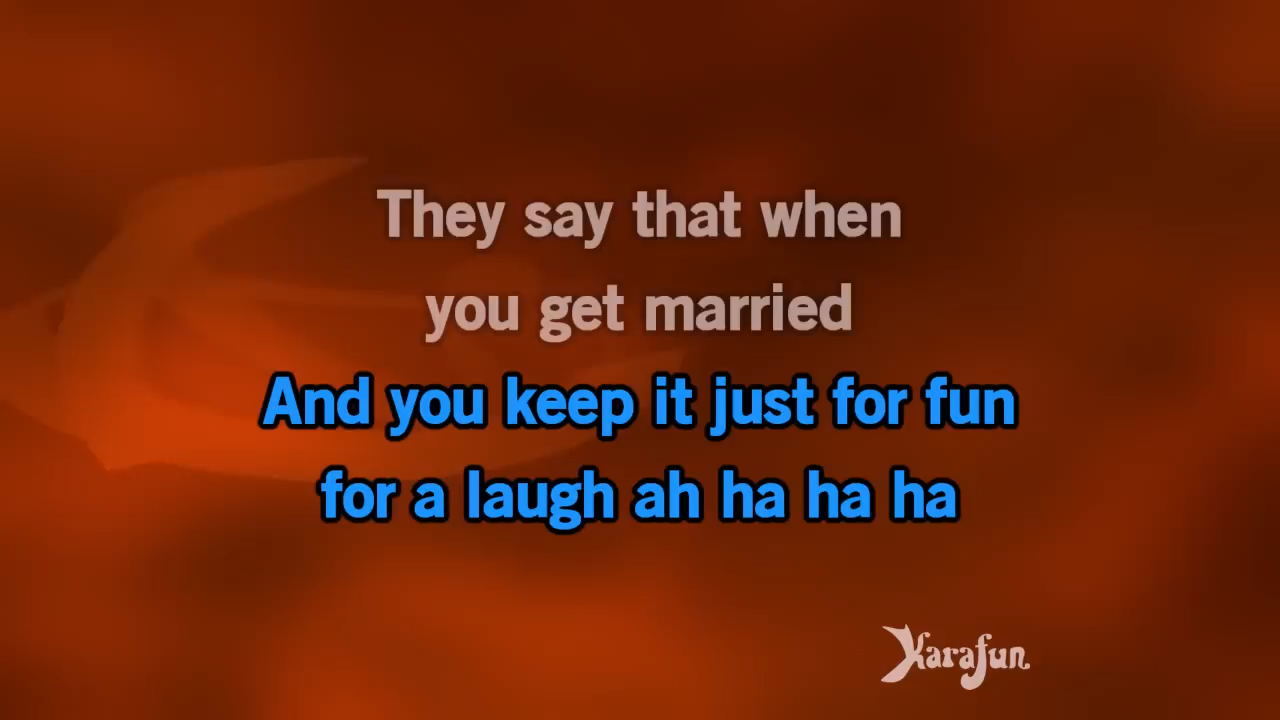 They say that when
you get married
And you keep it just for fun
for a laugh ah ha ha ha
Karafun